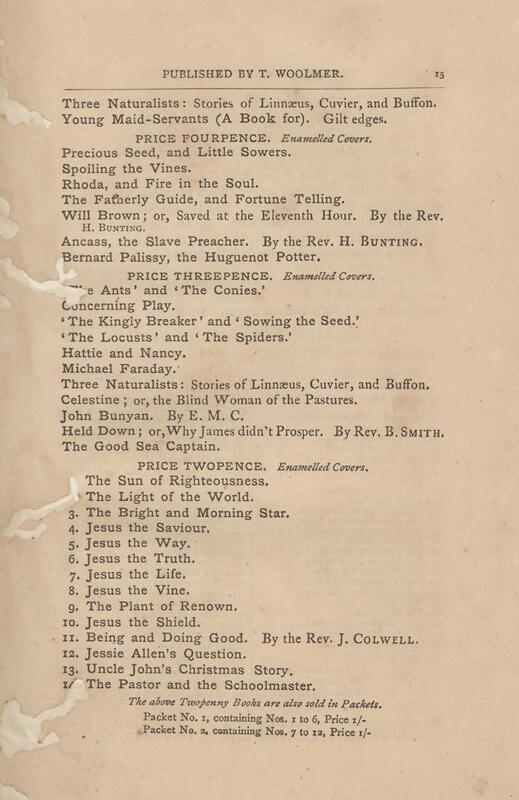 PUBLISHED BY T. WOOLMER. 15
Three Naturalists: Stories of Linnæus, Cuvier, and Buffon.
Young Maid-Servants (A Book for). Gilt edges.
PRICE FOURPENCE. Enamelled Covers.
Precious Seed, and Little Sowers.
Spoiling the Vines.
Rhoda, and Fire in the Soul.
The Fatherly Guide, and Fortune Telling.
Will Brown; or, Saved at the Eleventh Hour. By the Rev.
H. BUNTING.
Ancass, the Slave Preacher. By the Rev. H. BUNTING.
Bernard Palissy, the Huguenot Potter.
PRICE THREEPENCE. Enamelled Covers.
Ants' and 'The Conies.'
Concerning Play.
'The Kingly Breaker' and 'Sowing the Seed.'
'The Locusts' and 'The Spiders.'
Hattie and Nancy.
Michael Faraday.
Three Naturalists: Stories of Linnæus, Cuvier, and Buffon.
Celestine; or, the Blind Woman of the Pastures.
John Bunyan. By E. M. C.
Held Down; or, Why James didn't Prosper. By Rev. B. SMITH.
The Good Sea Captain.
PRICE TWOPENCE. Enamelled Covers.
The Sun of Righteousness.
The Light of the World.
3. The Bright and Morning Star.
4. Jesus the Saviour.
5. Jesus the Way.
6. Jesus the Truth.
7. Jesus the Life.
8. Jesus the Vine.
9. The Plant of Renown.
10. Jesus the Shield.
11. Being and Doing Good. By the Rev. J. COLWELL.
12. Jessie Allen's Question.
13. Uncle John's Christmas Story.
The Pastor and the Schoolmaster.
The above Twopenny Books are also sold in Packets.
Packet No. 1, containing Nos. 1 to 6, Price 1/-
Packet No. 2, containing Nos. 7 to 12, Price 1/-